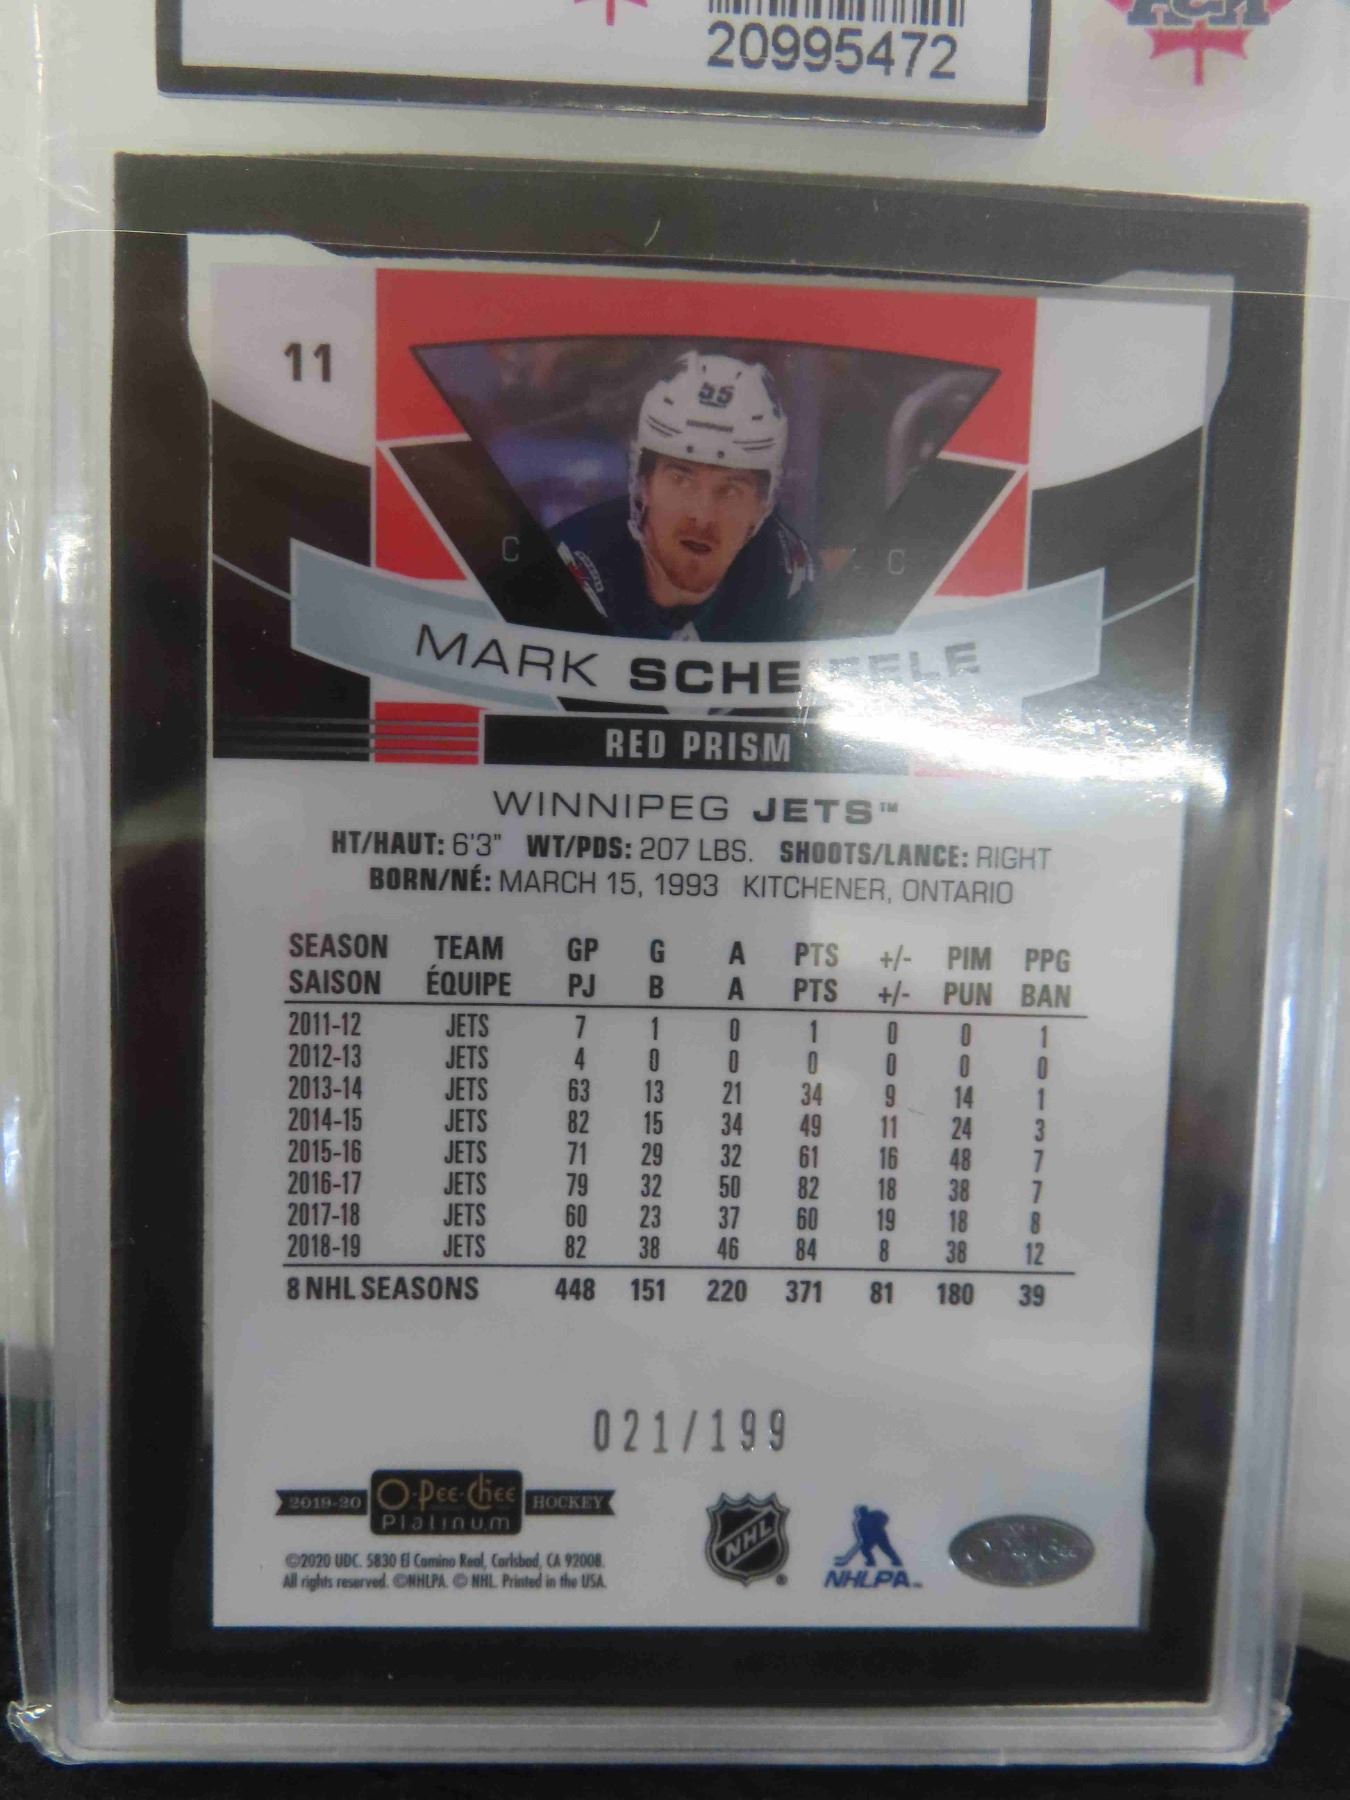 20995472
11
55
C C
MARK SCHEIFELE
RED PRISM
WINNIPEG JETS™
HT/HAUT: 6'3" WT/PDS: 207 LBS. SHOOTS/LANCE: RIGHT
BORN/NÉ: MARCH 15, 1993 KITCHENER, ONTARIO
SEASON TEAM GP G A PTS +/- PIM PPG
SAISON ÉQUIPE PJ B A PTS +/- PUN BAN
2011-12 JETS 7 1 0 1 0 0 1
2012-13 JETS 4 0 0 0 0 0 0
2013-14 JETS 63 13 21 34 9 14 1
2014-15 JETS 82 15 34 49 11 24 3
2015-16 JETS 71 29 32 61 16 48 7
2016-17 JETS 79 32 50 82 18 38 7
2017-18 JETS 60 23 37 60 19 18 8
2018-19 JETS 82 38 46 84 8 38 12
8 NHL SEASONS 448 151 220 371 81 180 39
021/199
2019-20 O-Pee-Chee HOCKEY
Platinum
NHL ®
NHLPA™
©2020 UDC. 5830 El Camino Real, Carlsbad, CA 92008.
All rights reserved. ©NHLPA. © NHL. Printed in the USA.